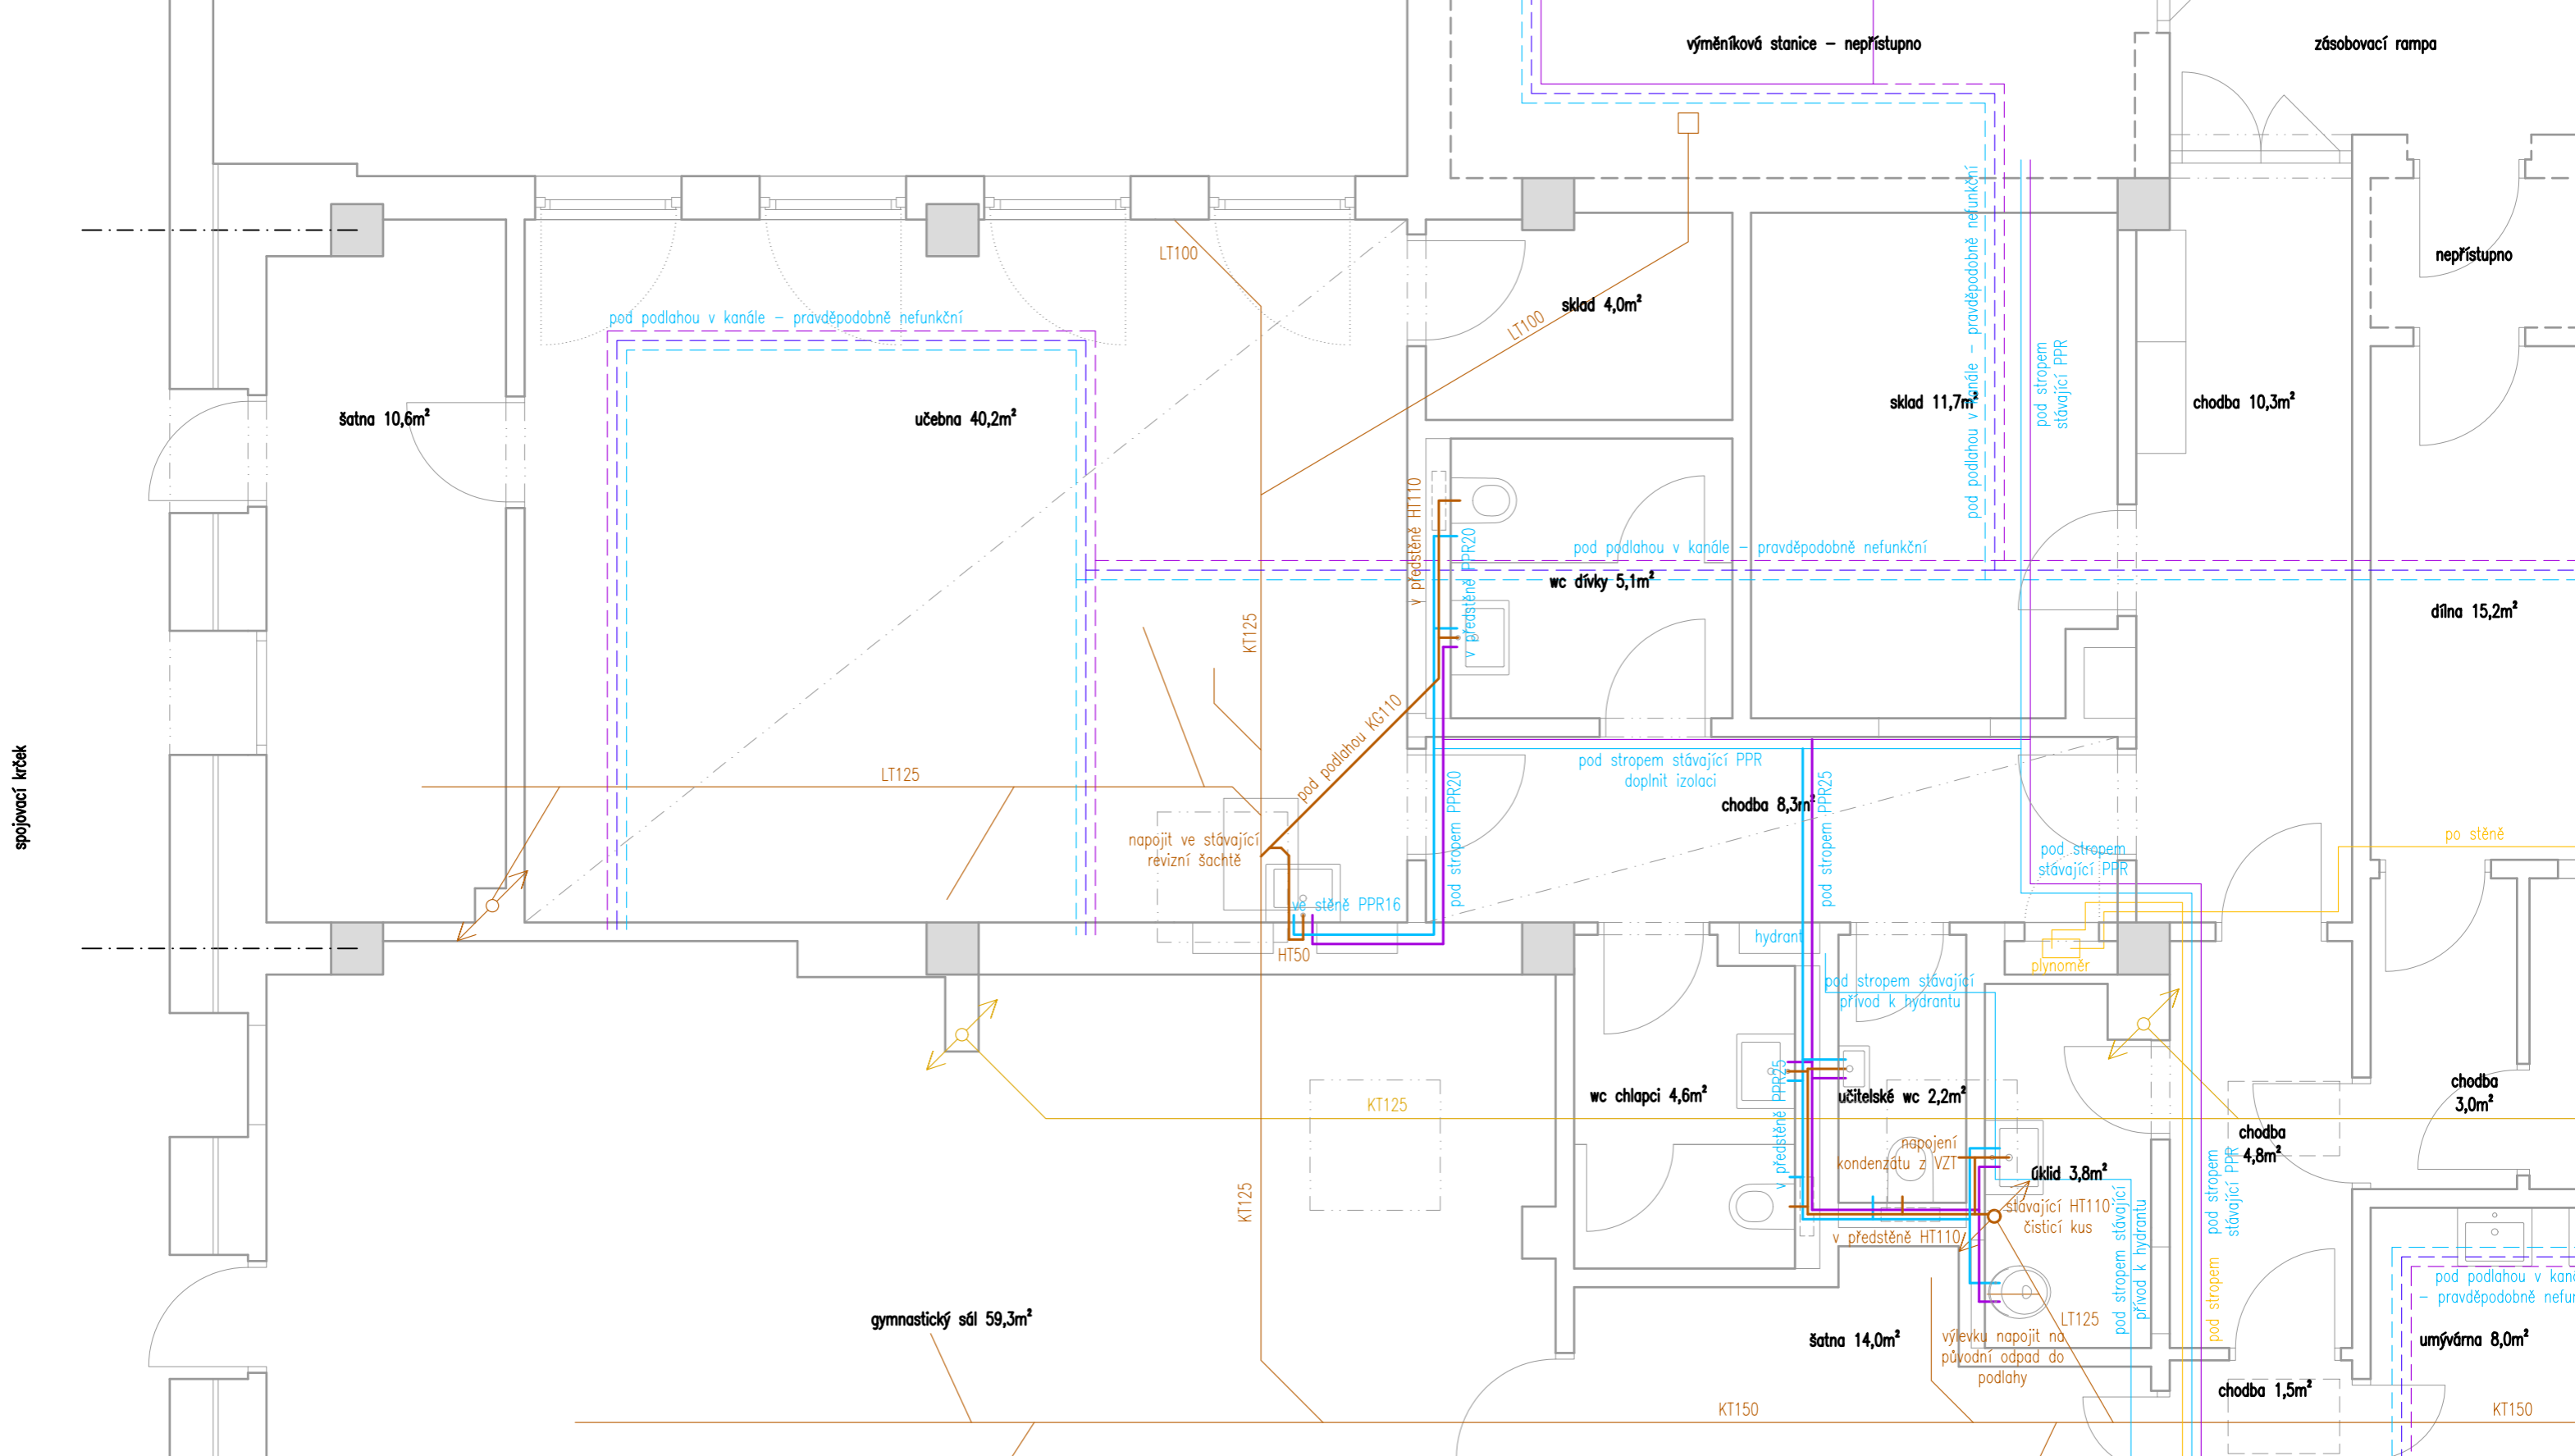 výměníková stanice – nepřístupno
zásobovací rampa
LT100
nepřístupno
pod podlahou v kanále – pravděpodobně nefunkční
sklad 4,0m²
LT100
pod podlahou v kanále – pravděpodobně nefunkční
pod stropem
stávající PPR
šatna 10,6m²
učebna 40,2m²
sklad 11,7m²
chodba 10,3m²
v předstěně HT110
v předstěně PPR20
pod podlahou v kanále – pravděpodobně nefunkční
wc dívky 5,1m²
dílna 15,2m²
KT125
spojovací krček
LT125
pod podlahou KG110
pod stropem PPR20
pod stropem stávající PPR
doplnit izolaci
chodba 8,3m²
pod stropem PPR25
napojit ve stávající
revizní šachtě
pod stropem
stávající PPR
po stěně
ve stěně PPR16
HT50
hydrant
plynoměr
pod stropem stávající
přívod k hydrantu
KT125
wc chlapci 4,6m²
v předstěně PPR25
učitelské wc 2,2m²
chodba
3,0m²
napojení
kondenzátu z VZT
úklid 3,8m²
chodba
4,8m²
KT125
v předstěně HT110
stávající HT110
čisticí kus
pod stropem stávající
přívod k hydrantu
pod stropem
stávající PPR
pod stropem
pod podlahou v kaná
– pravděpodobně nefun
gymnastický sál 59,3m²
šatna 14,0m²
LT125
výlevku napojit na
původní odpad do
podlahy
umývárna 8,0m²
chodba 1,5m²
KT150
KT150